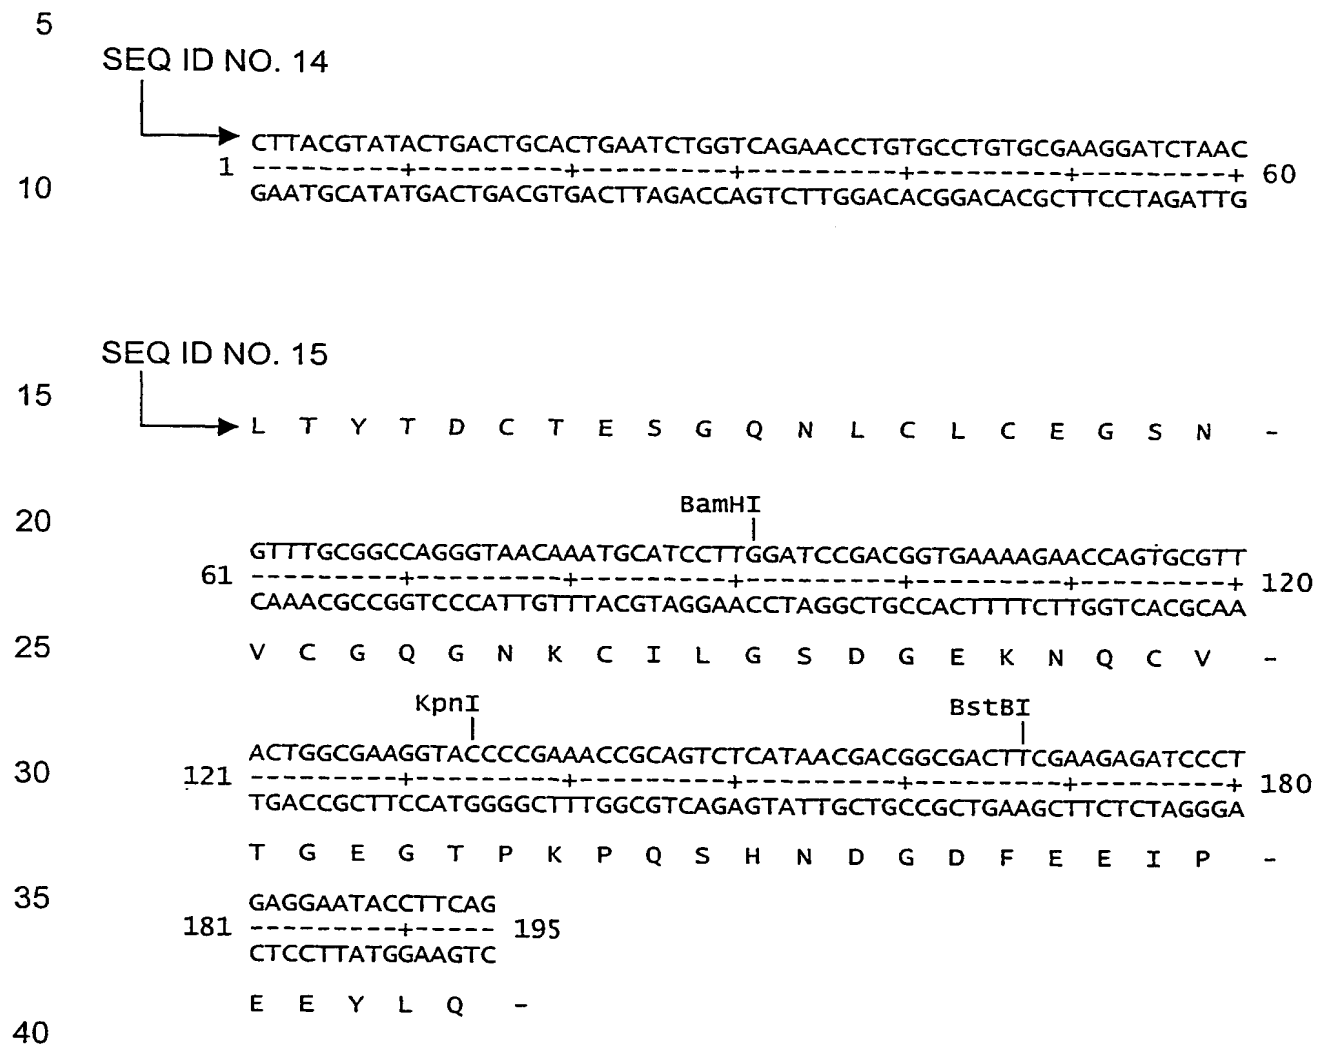 5
SEQ ID NO. 14
CTTACGTATACTGACTGCACTGAATCTGGTCAGAACCTGTGCCTGTGCGAAGGATCTAAC
1 ---------+---------+---------+---------+---------+---------+ 60
10
GAATGCATATGACTGACGTGACTTAGACCAGTCTTGGACACGGACACGCTTCCTAGATTG
SEQ ID NO. 15
15
L T Y T D C T E S G Q N L C L C E G S N -
BamHI
20
GTTTGCGGCCAGGGTAACAAATGCATCCTTGGATCCGACGGTGAAAAGAACCAGTGCGTT
61 ---------+---------+---------+---------+---------+---------+ 120
CAAACGCCGGTCCCATTGTTTACGTAGGAACCTAGGCTGCCACTTTTCTTGGTCACGCAA
25
V C G Q G N K C I L G S D G E K N Q C V -
KpnI BstBI
ACTGGCGAAGGTACCCCGAAACCGCAGTCTCATAACGACGGCGACTTCGAAGAGATCCCT
30
121 ---------+---------+---------+---------+---------+---------+ 180
TGACCGCTTCCATGGGGCTTTGGCGTCAGAGTATTGCTGCCGCTGAAGCTTCTCTAGGGA
T G E G T P K P Q S H N D G D F E E I P -
35
GAGGAATACCTTCAG
181 ---------+----- 195
CTCCTTATGGAAGTC
E E Y L Q -
40